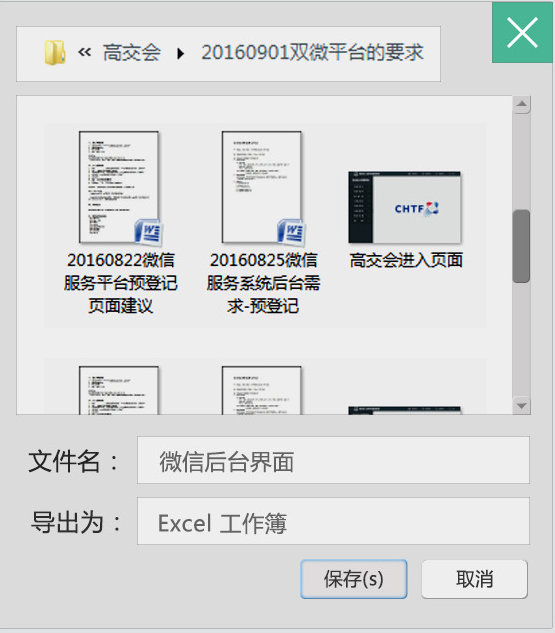 « 高交会 ▶ 20160901双微平台的要求
20160822微信
服务平台预登记
页面建议
20160825微信
服务系统后台需
求-预登记
CHTF
高交会进入页面
文件名：
微信后台界面
导出为：
Excel 工作簿
保存(s)
取消